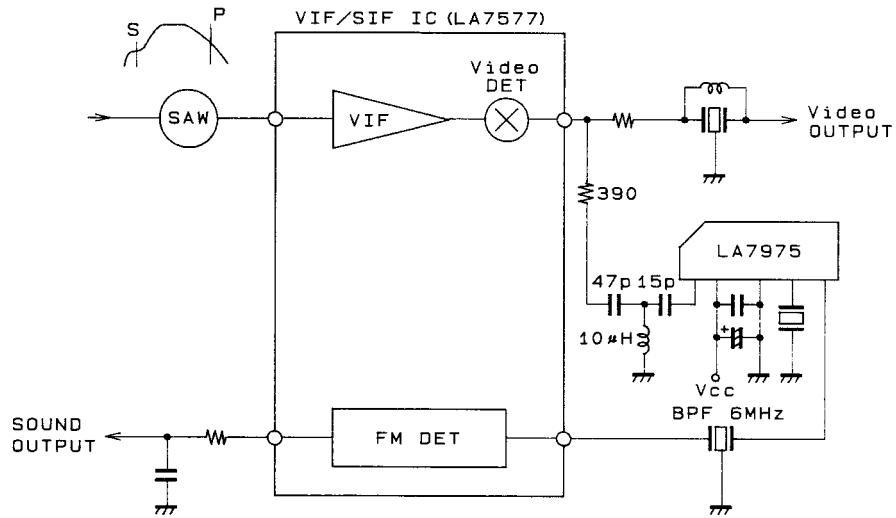 VIF/SIF IC (LA7577)
S
P
Video
DET
SAW
VIF
Video
OUTPUT
390
LA7975
47p 15p
10μH
+
Vcc
BPF 6MHz
SOUND
OUTPUT
FM DET